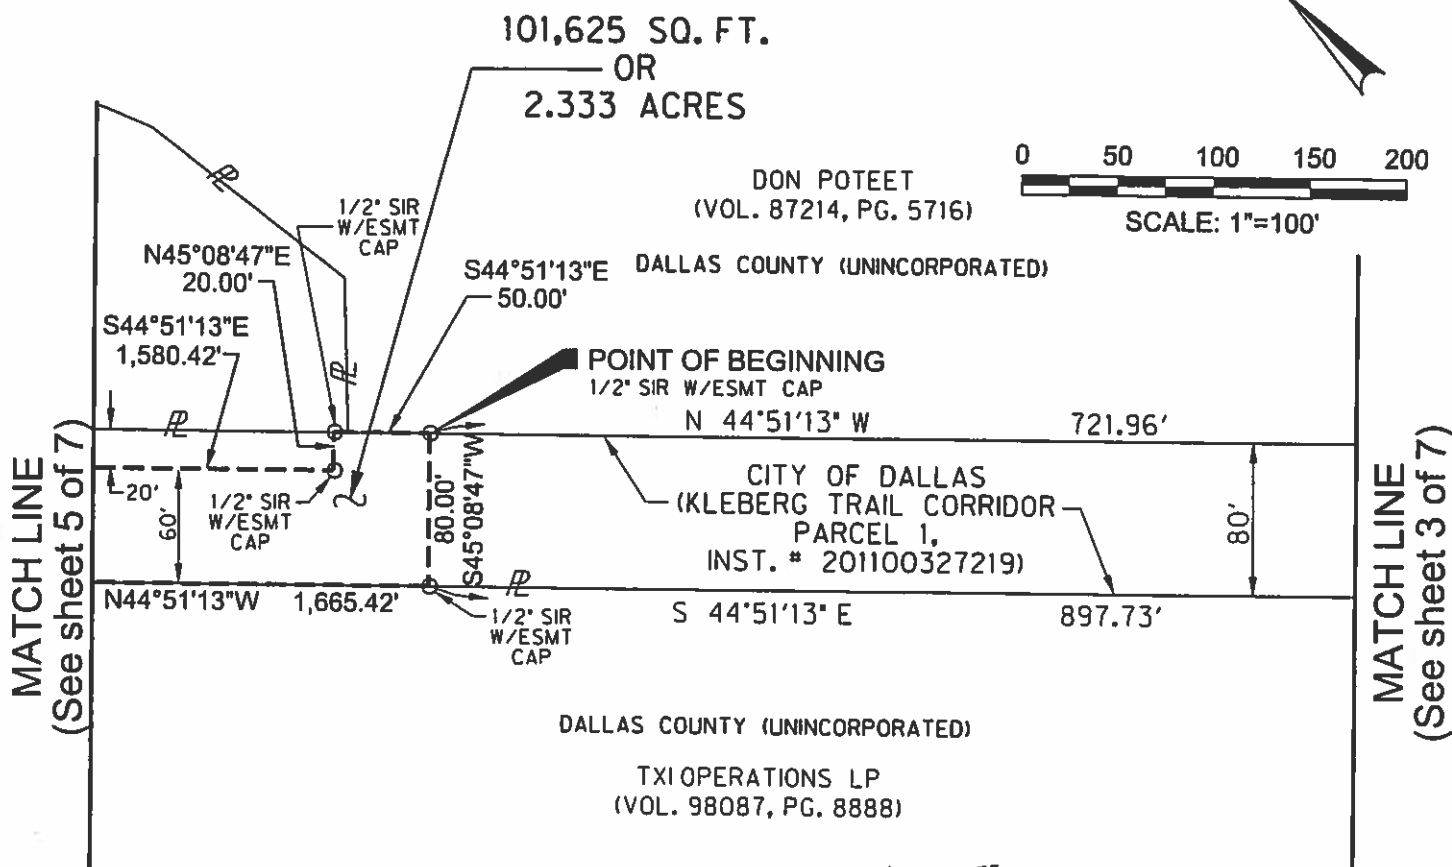 101,625 SQ. FT.
OR
2.333 ACRES
0 50 100 150 200
SCALE: 1"=100'
DON POTEET
(VOL. 87214, PG. 5716)
DALLAS COUNTY (UNINCORPORATED)
PL
1/2" SIR
W/ESMT
CAP
N45°08'47"E
20.00'
S44°51'13"E
50.00'
S44°51'13"E
1,580.42'
PL
POINT OF BEGINNING
1/2" SIR W/ESMT CAP
PL
N 44°51'13" W 721.96'
MATCH LINE
(See sheet 5 of 7)
20'
60'
1/2" SIR
W/ESMT
CAP
80.00'
S45°08'47"W
CITY OF DALLAS
(KLEBERG TRAIL CORRIDOR
PARCEL 1,
INST. # 201100327219)
80'
MATCH LINE
(See sheet 3 of 7)
PL
N44°51'13"W 1,665.42'
1/2" SIR
W/ESMT
CAP
S 44°51'13" E 897.73'
DALLAS COUNTY (UNINCORPORATED)
TXI OPERATIONS LP
(VOL. 98087, PG. 8888)